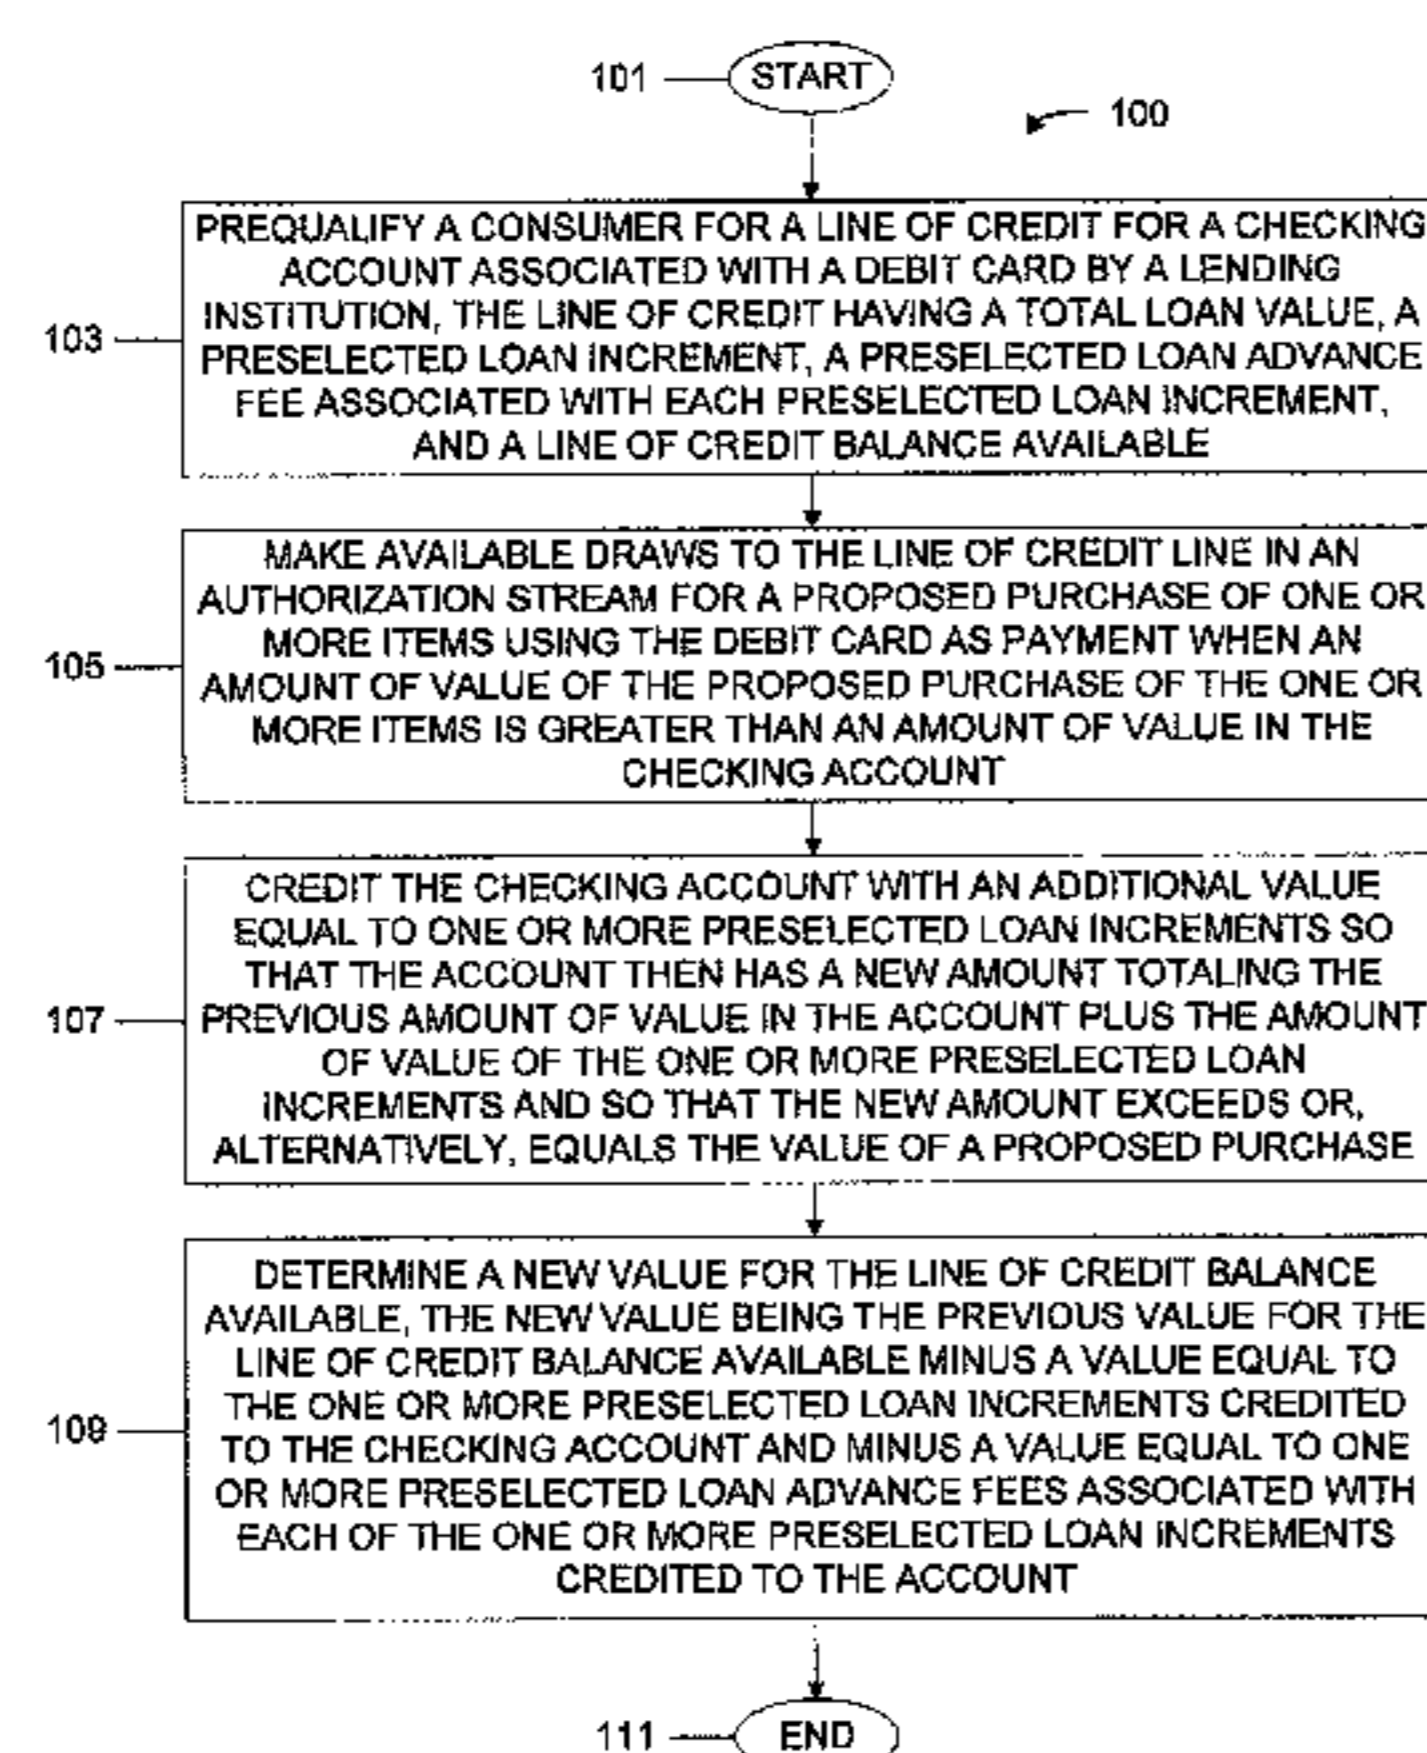 101
START
100
PREQUALIFY A CONSUMER FOR A LINE OF CREDIT FOR A CHECKING
ACCOUNT ASSOCIATED WITH A DEBIT CARD BY A LENDING
INSTITUTION, THE LINE OF CREDIT HAVING A TOTAL LOAN VALUE, A
103
PRESELECTED LOAN INCREMENT, A PRESELECTED LOAN ADVANCE
FEE ASSOCIATED WITH EACH PRESELECTED LOAN INCREMENT,
AND A LINE OF CREDIT BALANCE AVAILABLE
MAKE AVAILABLE DRAWS TO THE LINE OF CREDIT LINE IN AN
AUTHORIZATION STREAM FOR A PROPOSED PURCHASE OF ONE OR
MORE ITEMS USING THE DEBIT CARD AS PAYMENT WHEN AN
105
AMOUNT OF VALUE OF THE PROPOSED PURCHASE OF THE ONE OR
MORE ITEMS IS GREATER THAN AN AMOUNT OF VALUE IN THE
CHECKING ACCOUNT
CREDIT THE CHECKING ACCOUNT WITH AN ADDITIONAL VALUE
EQUAL TO ONE OR MORE PRESELECTED LOAN INCREMENTS SO
THAT THE ACCOUNT THEN HAS A NEW AMOUNT TOTALING THE
107
PREVIOUS AMOUNT OF VALUE IN THE ACCOUNT PLUS THE AMOUNT
OF VALUE OF THE ONE OR MORE PRESELECTED LOAN
INCREMENTS AND SO THAT THE NEW AMOUNT EXCEEDS OR,
ALTERNATIVELY, EQUALS THE VALUE OF A PROPOSED PURCHASE
DETERMINE A NEW VALUE FOR THE LINE OF CREDIT BALANCE
AVAILABLE, THE NEW VALUE BEING THE PREVIOUS VALUE FOR THE
LINE OF CREDIT BALANCE AVAILABLE MINUS A VALUE EQUAL TO
THE ONE OR MORE PRESELECTED LOAN INCREMENTS CREDITED
109
TO THE CHECKING ACCOUNT AND MINUS A VALUE EQUAL TO ONE
OR MORE PRESELECTED LOAN ADVANCE FEES ASSOCIATED WITH
EACH OF THE ONE OR MORE PRESELECTED LOAN INCREMENTS
CREDITED TO THE ACCOUNT
111
END